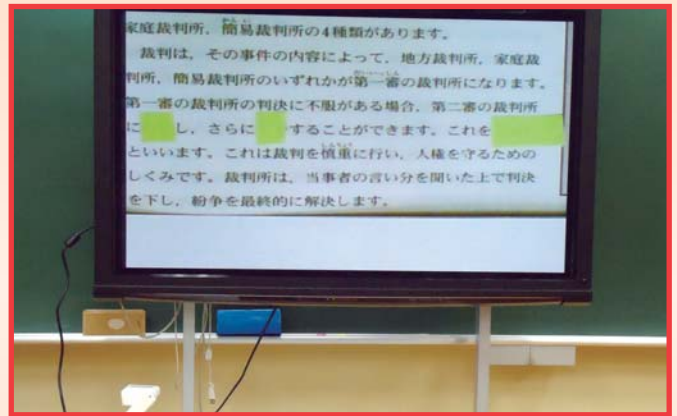 家庭裁判所，簡易裁判所の4種類があります。
裁判は，その事件の内容によって，地方裁判所，家庭裁
判所，簡易裁判所のいずれかが第一審の裁判所になります。
第一審の裁判所の判決に不服がある場合，第二審の裁判所
に し，さらに することができます。これを
といいます。これは裁判を慎重に行い，人権を守るための
しくみです。裁判所は，当事者の言い分を聞いた上で判決
を下し，紛争を最終的に解決します。